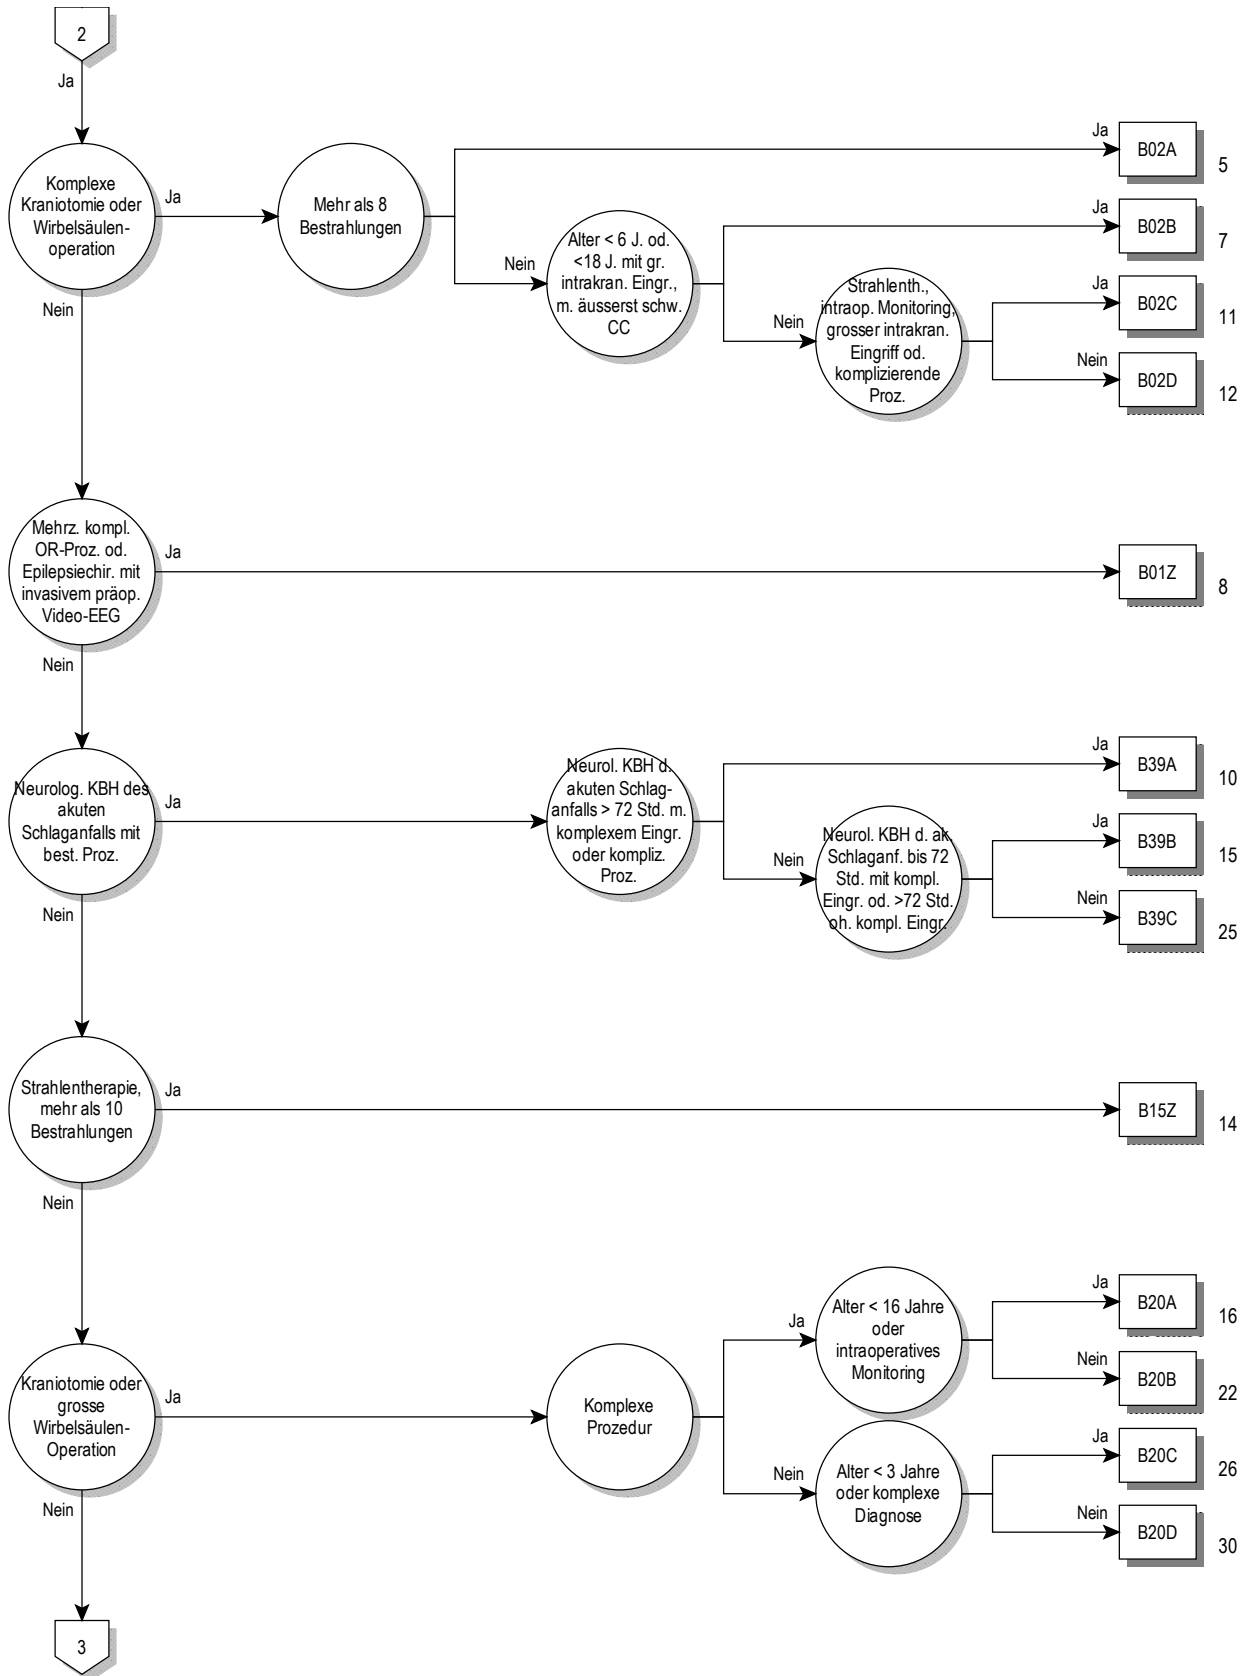 2
Ja
Komplexe
Kraniotomie oder
Wirbelsäulen-
operation
Ja
Mehr als 8
Bestrahlungen
Ja
B02A
5
Nein
Alter < 6 J. od.
<18 J. mit gr.
intrakran. Eingr.,
m. äusserst schw.
CC
Ja
B02B
7
Nein
Strahlenth.,
intraop. Monitoring,
grosser intrakran.
Eingriff od.
komplizierende
Proz.
Ja
B02C
11
Nein
B02D
12
Nein
Mehrz. kompl.
OR-Proz. od.
Epilepsiechir. mit
invasivem präop.
Video-EEG
Ja
B01Z
8
Nein
Neurolog. KBH des
akuten
Schlaganfalls mit
best. Proz.
Ja
Neurol. KBH d.
akuten Schlag-
anfalls > 72 Std. m.
komplexem Eingr.
oder kompliz.
Proz.
Ja
B39A
10
Nein
Neurol. KBH d. ak.
Schlaganf. bis 72
Std. mit kompl.
Eingr. od. >72 Std.
oh. kompl. Eingr.
Ja
B39B
15
Nein
B39C
25
Nein
Strahlentherapie,
mehr als 10
Bestrahlungen
Ja
B15Z
14
Nein
Kraniotomie oder
grosse
Wirbelsäulen-
Operation
Ja
Komplexe
Prozedur
Ja
Alter < 16 Jahre
oder
intraoperatives
Monitoring
Ja
B20A
16
Nein
B20B
22
Nein
Alter < 3 Jahre
oder komplexe
Diagnose
Ja
B20C
26
Nein
B20D
30
Nein
3